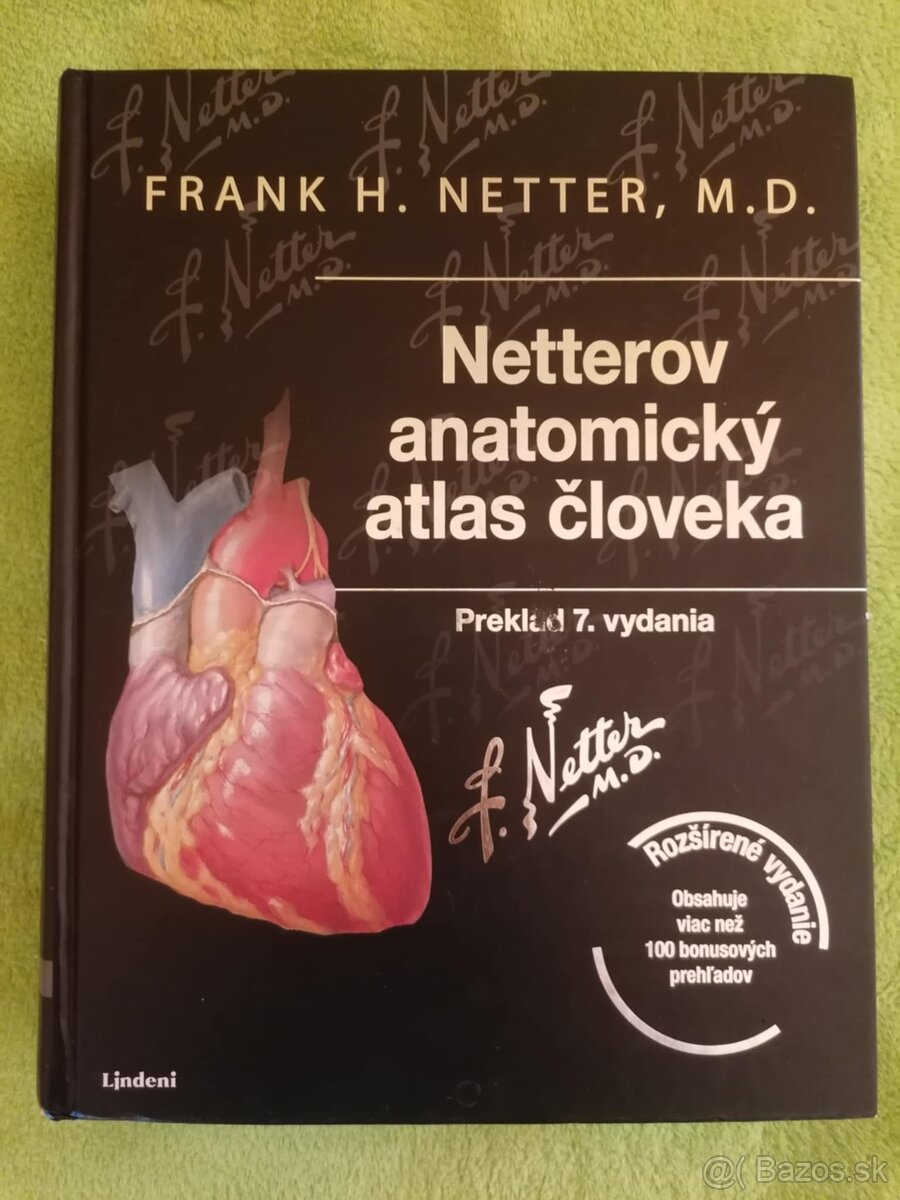 FRANK H. NETTER, M.D.
Netterov
anatomický
atlas človeka
Preklad 7. vydania
F. Netter
M.D.
Rozšírené vydanie
Obsahuje
viac než
100 bonusových
prehľadov
Lindeni
@( Bazos.sk